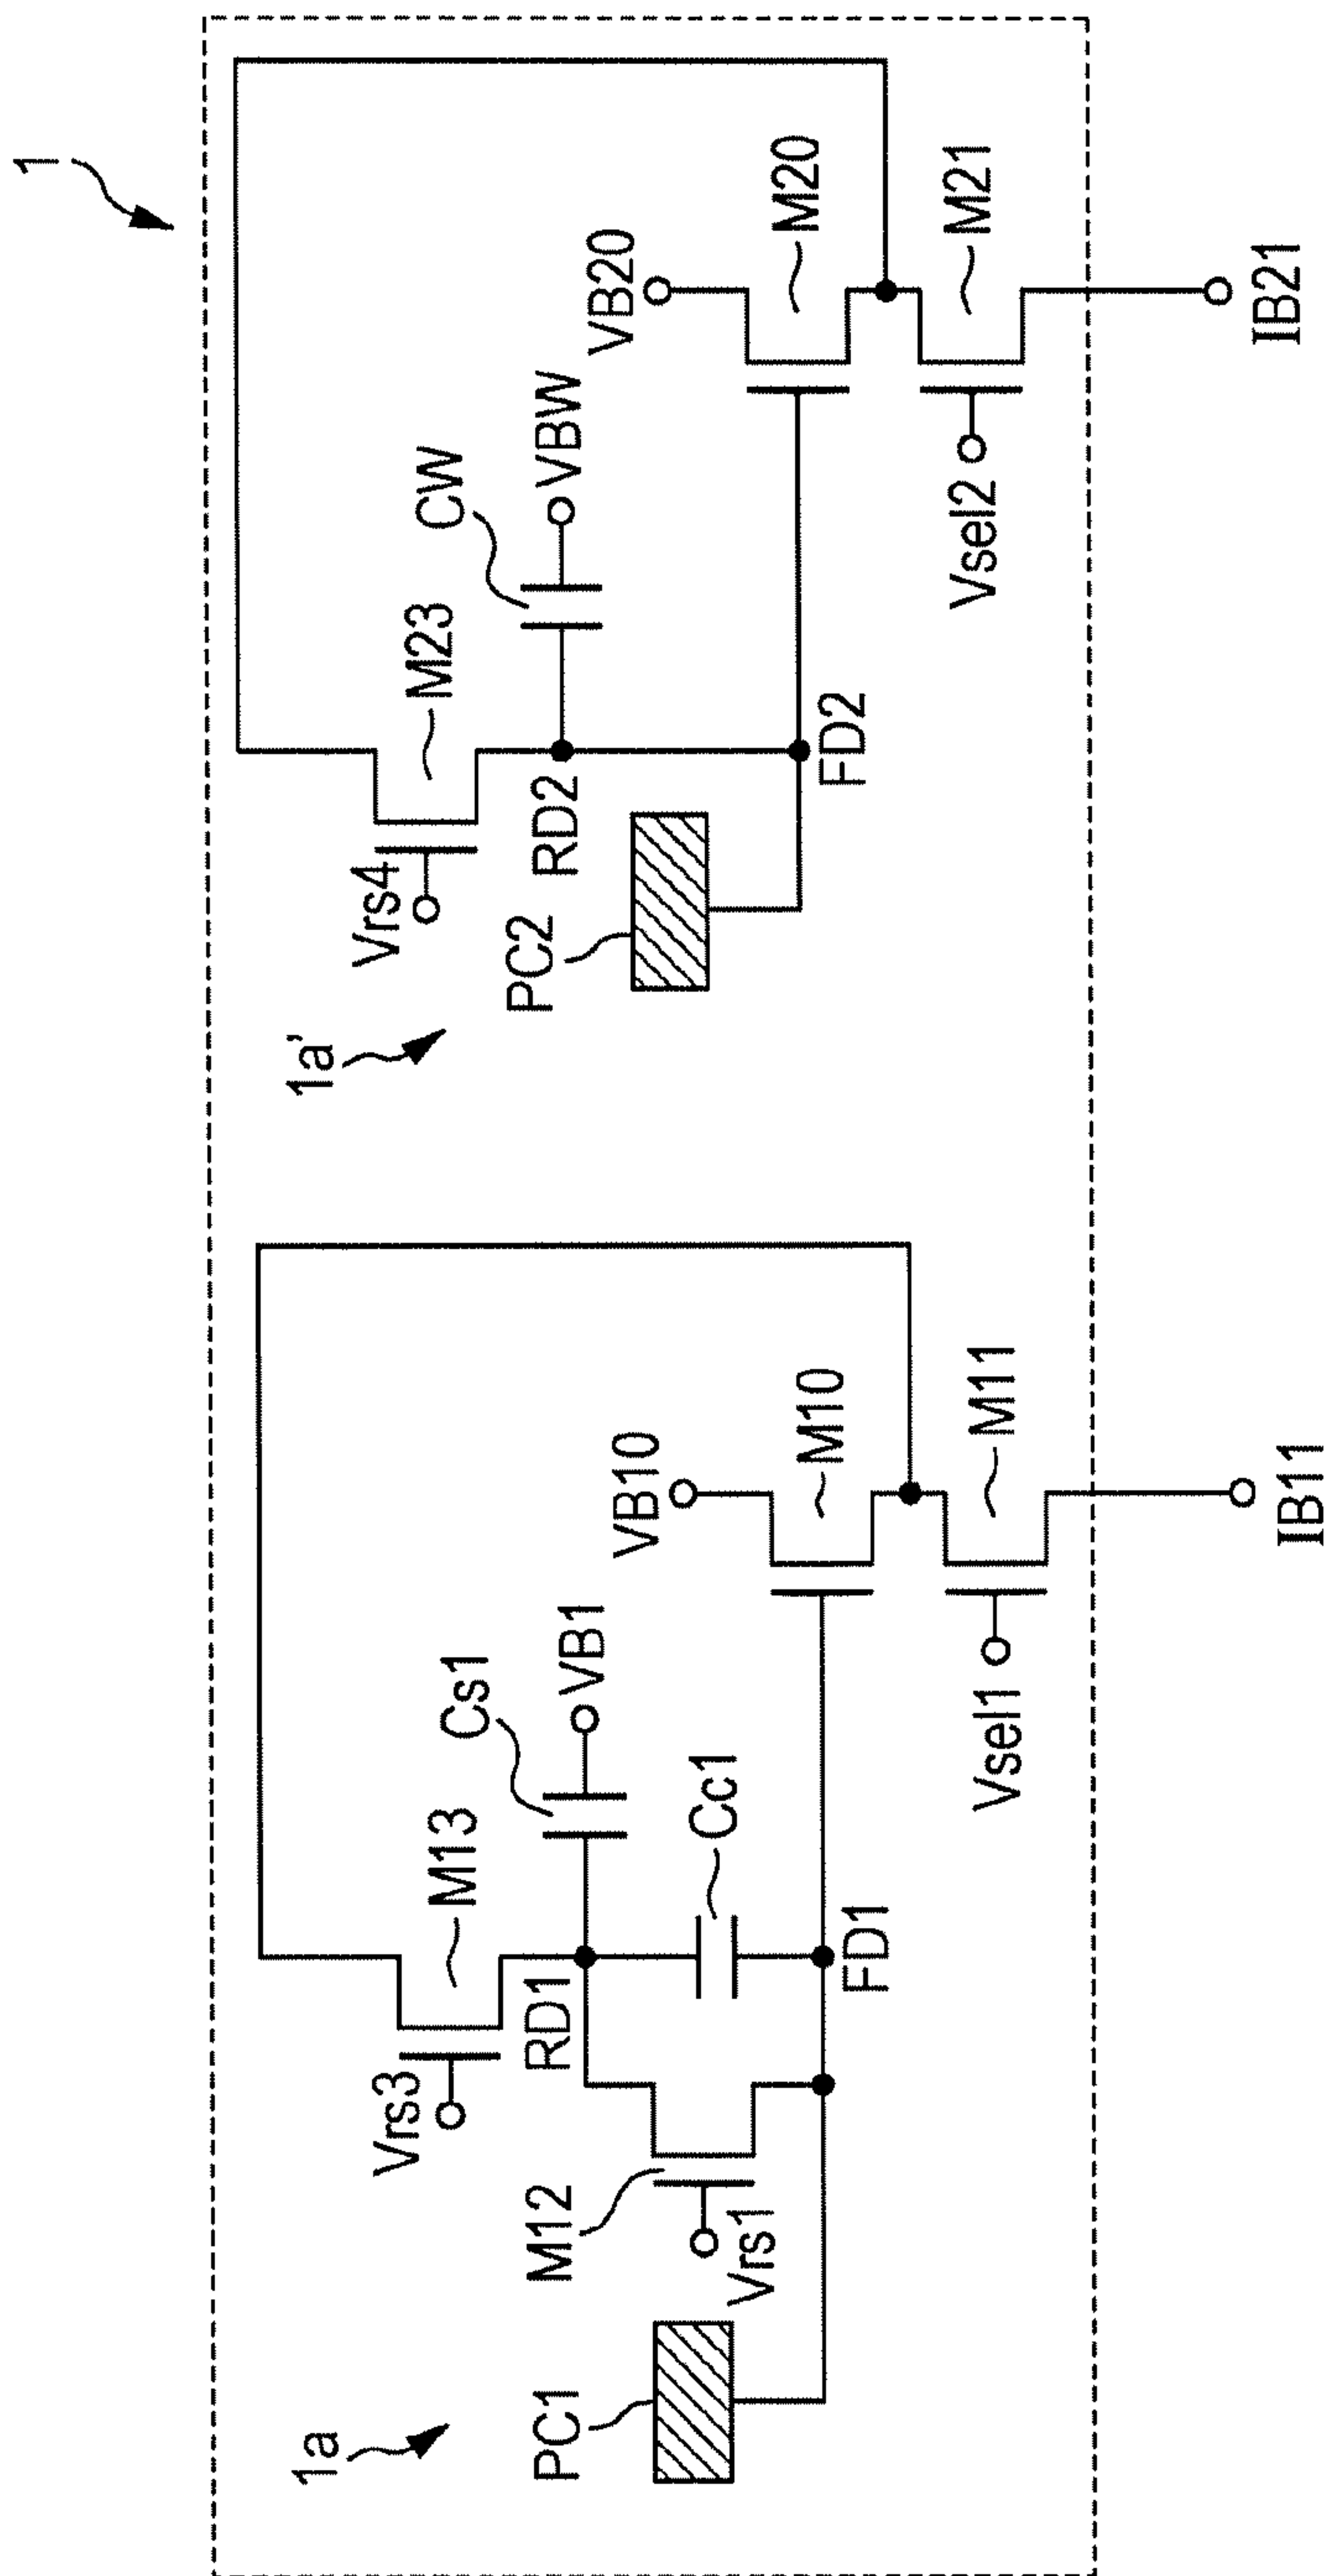 1
1a
Vrs3
M13
Cs1
VB1
RD1
M12
Vrs1
Cc1
PC1
FD1
VB10
M10
M11
Vsel1
IB11
1a'
Vrs4
M23
CW
VBW
RD2
PC2
FD2
VB20
M20
M21
Vsel2
IB21